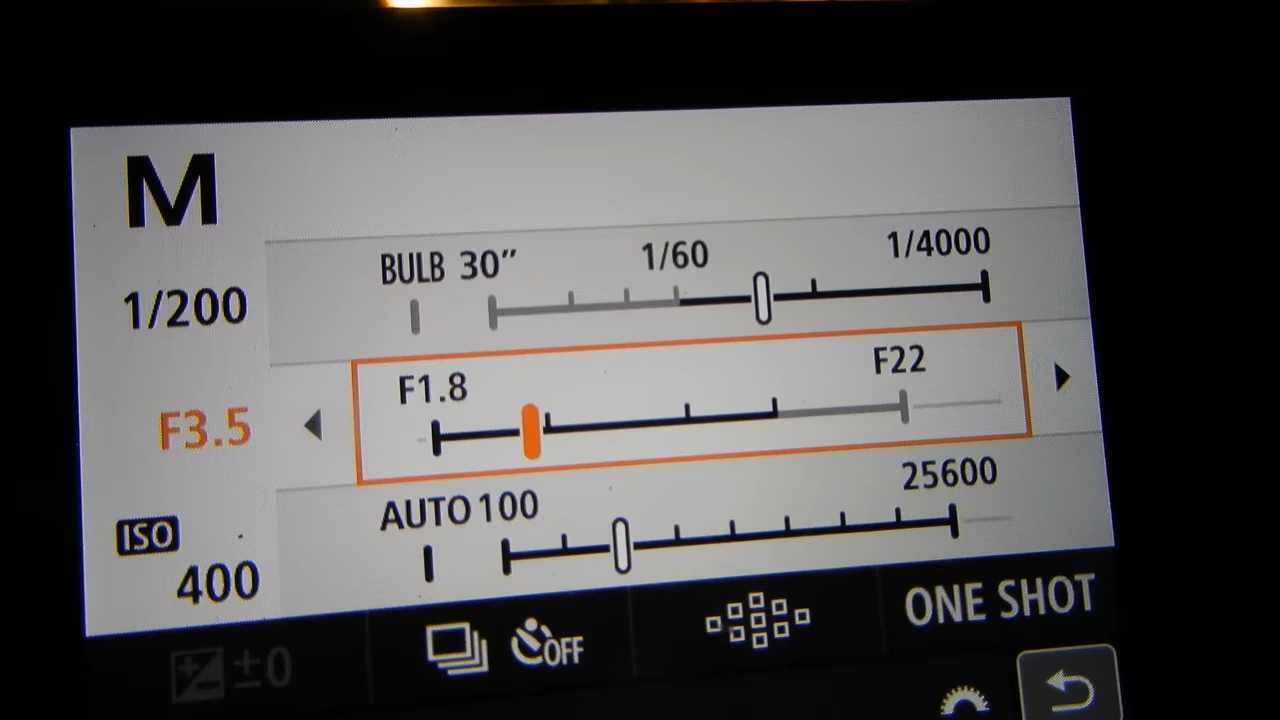 M
BULB 30” 1/60 1/4000
1/200
F1.8 F22
F3.5
AUTO 100 25600
ISO
400
±0 OFF ONE SHOT